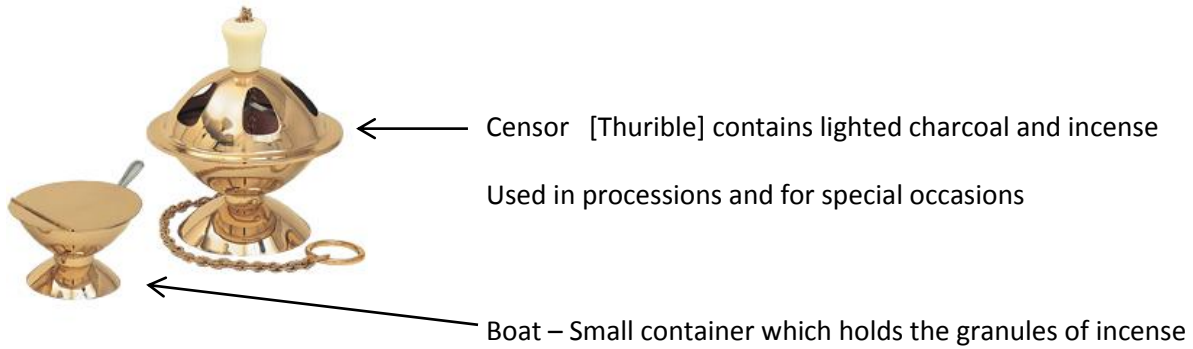 Censor [Thurible] contains lighted charcoal and incense
Used in processions and for special occasions
Boat – Small container which holds the granules of incense